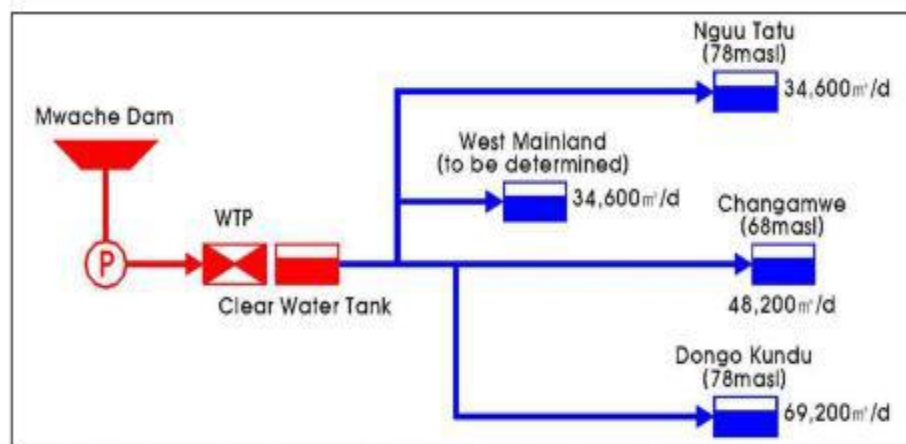 Nguu Tatu
(78masl)
34,600㎥/d
Mwache Dam
West Mainland
(to be determined)
34,600㎥/d
WTP
Changamwe
(68masl)
P
Clear Water Tank
48,200㎥/d
Dongo Kundu
(78masl)
69,200㎥/d